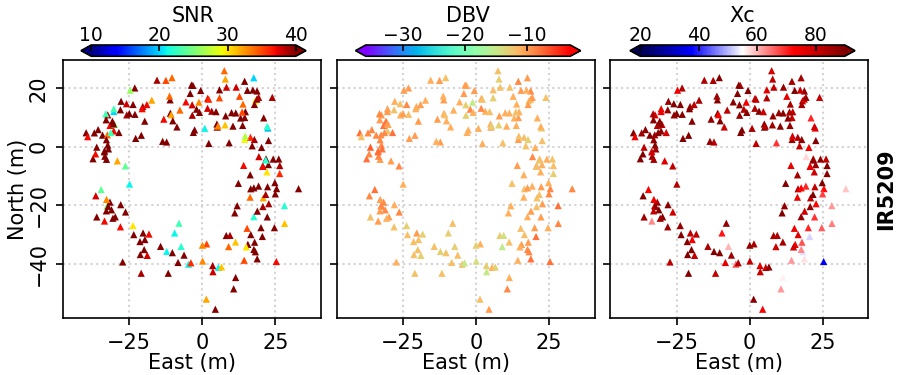 SNR DBV Xc
10 20 30 40 −30 −20 −10 20 40 60 80
North (m)
20
0
−20
−40
IR5209
−25 0 25 −25 0 25 −25 0 25
East (m) East (m) East (m)